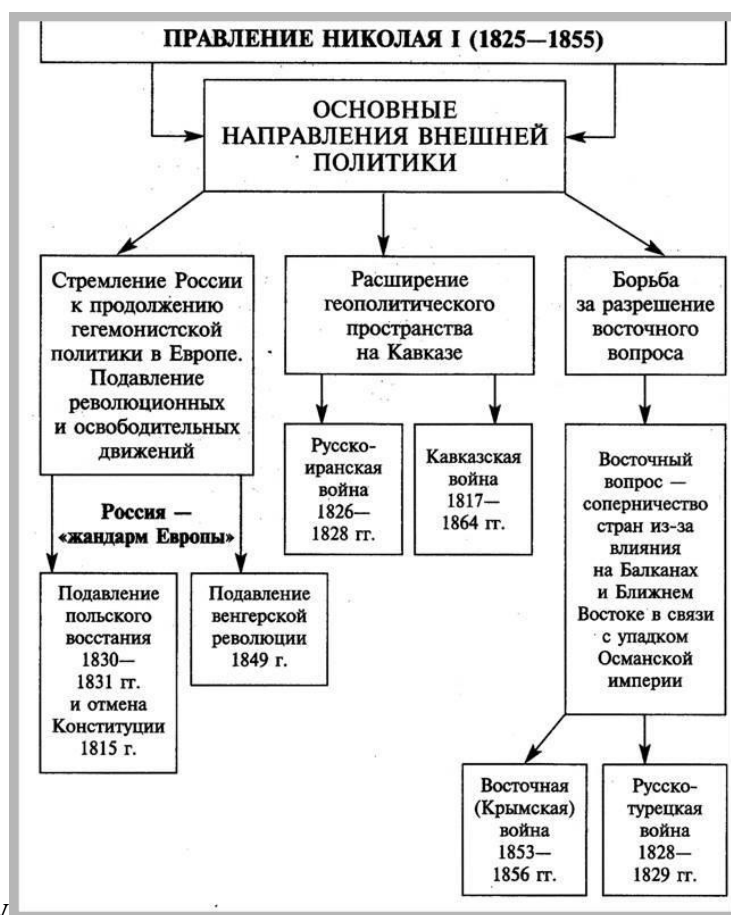 ПРАВЛЕНИЕ НИКОЛАЯ I (1825—1855)
ОСНОВНЫЕ
НАПРАВЛЕНИЯ ВНЕШНЕЙ
ПОЛИТИКИ
Стремление России
к продолжению
гегемонистской
политики в Европе.
Подавление
революционных
и освободительных
движений
Расширение
геополитического
пространства
на Кавказе
Борьба
за разрешение
восточного
вопроса
Россия —
«жандарм Европы»
Русско-
иранская
война
1826—
1828 гг.
Кавказская
война
1817—
1864 гг.
Восточный
вопрос —
соперничество
стран из-за
влияния
на Балканах
и Ближнем
Востоке в связи
с упадком
Османской
империи
Подавление
польского
восстания
1830—
1831 гг.
и отмена
Конституции
1815 г.
Подавление
венгерской
революции
1849 г.
Восточная
(Крымская)
война
1853—
1856 гг.
Русско-
турецкая
война
1828—
1829 гг.